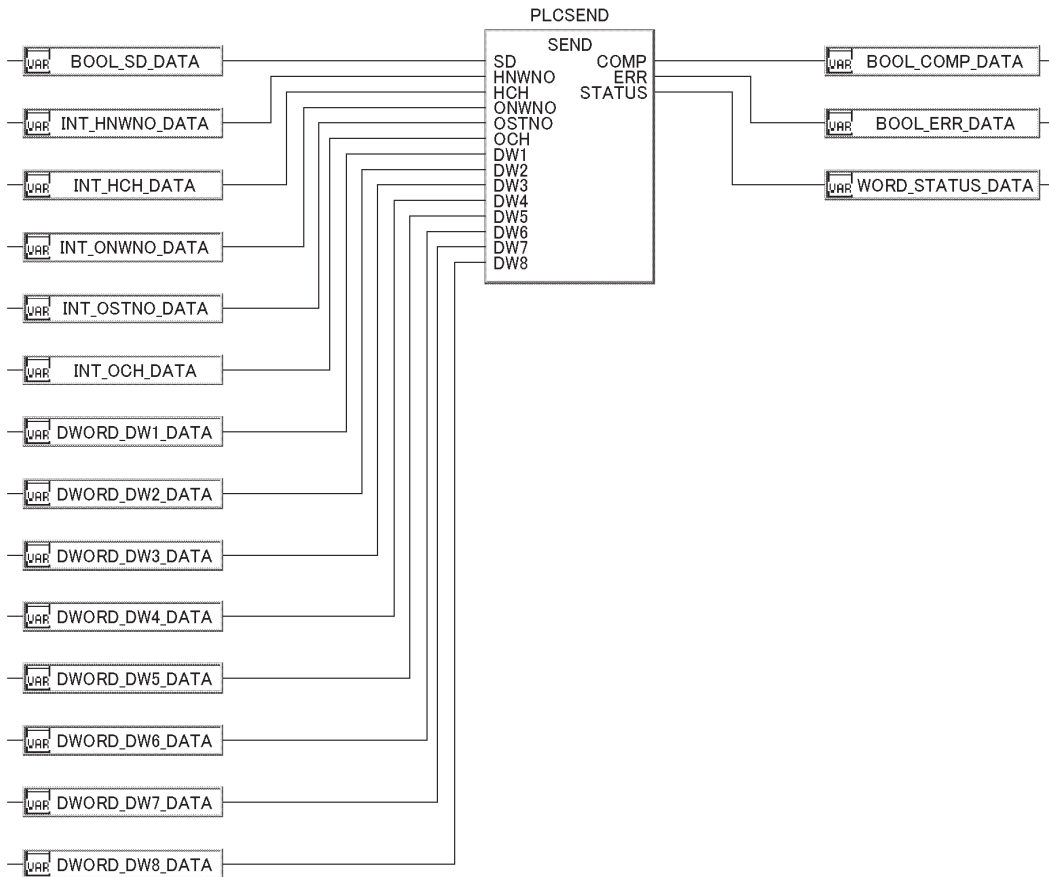 PLCSEND
SEND
SD COMP
HNWNO ERR
HCH STATUS
ONWNO
OSTNO
OCH
DW1
DW2
DW3
DW4
DW5
DW6
DW7
DW8
VAR BOOL_SD_DATA
VAR INT_HNWNO_DATA
VAR INT_HCH_DATA
VAR INT_ONWNO_DATA
VAR INT_OSTNO_DATA
VAR INT_OCH_DATA
VAR DWORD_DW1_DATA
VAR DWORD_DW2_DATA
VAR DWORD_DW3_DATA
VAR DWORD_DW4_DATA
VAR DWORD_DW5_DATA
VAR DWORD_DW6_DATA
VAR DWORD_DW7_DATA
VAR DWORD_DW8_DATA
VAR BOOL_COMP_DATA
VAR BOOL_ERR_DATA
VAR WORD_STATUS_DATA